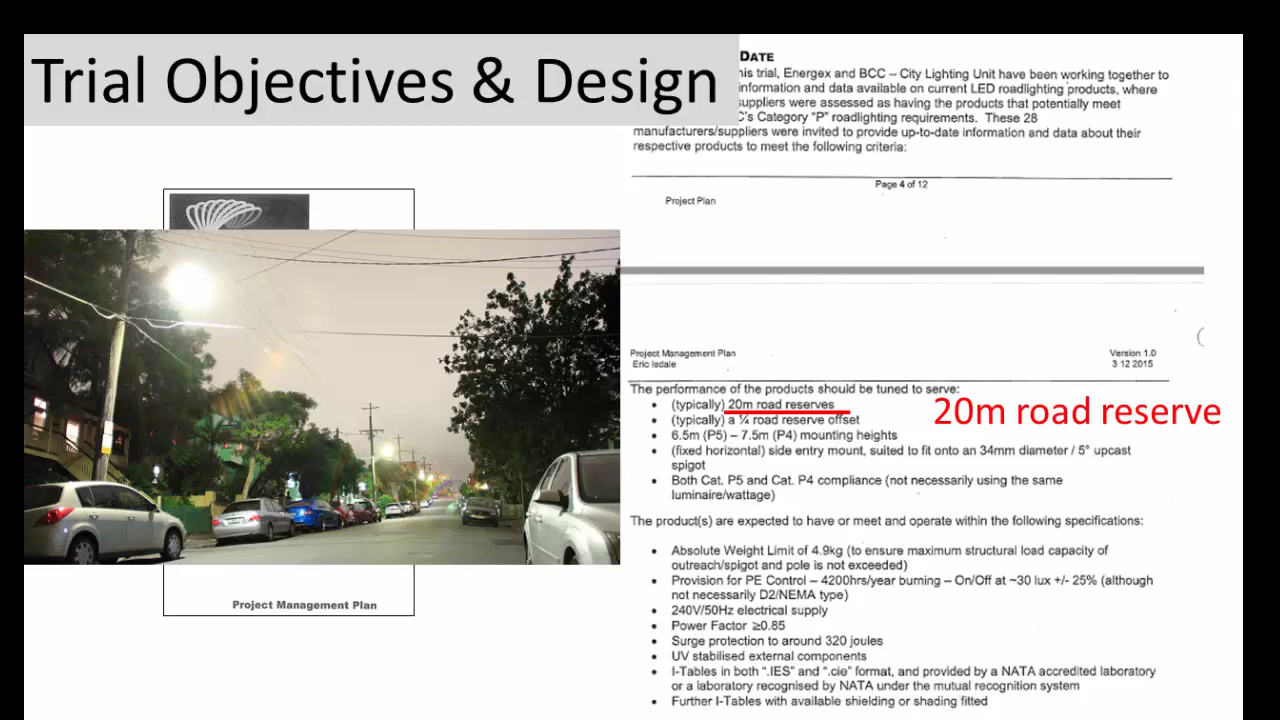 Trial Objectives & Design
DATE
his trial, Energex and BCC – City Lighting Unit have been working together to
information and data available on current LED roadlighting products, where
suppliers were assessed as having the products that potentially meet
C's Category "P" roadlighting requirements. These 28
manufacturers/suppliers were invited to provide up-to-date information and data about their
respective products to meet the following criteria:
Page 4 of 12
Project Plan
Project Management Plan
Version 1.0
Eric Isdale
3 12 2015
The performance of the products should be tuned to serve:
• (typically) 20m road reserves
20m road reserve
• (typically) a ¼ road reserve offset
• 6.5m (P5) – 7.5m (P4) mounting heights
• (fixed horizontal) side entry mount, suited to fit onto an 34mm diameter / 5° upcast
spigot
• Both Cat. P5 and Cat. P4 compliance (not necessarily using the same
luminaire/wattage)
The product(s) are expected to have or meet and operate within the following specifications:
• Absolute Weight Limit of 4.9kg (to ensure maximum structural load capacity of
outreach/spigot and pole is not exceeded)
• Provision for PE Control – 4200hrs/year burning – On/Off at ~30 lux +/- 25% (although
not necessarily D2/NEMA type)
• 240V/50Hz electrical supply
• Power Factor ≥0.85
• Surge protection to around 320 joules
• UV stabilised external components
• I-Tables in both ".IES" and ".cie" format, and provided by a NATA accredited laboratory
or a laboratory recognised by NATA under the mutual recognition system
• Further I-Tables with available shielding or shading fitted
Project Management Plan